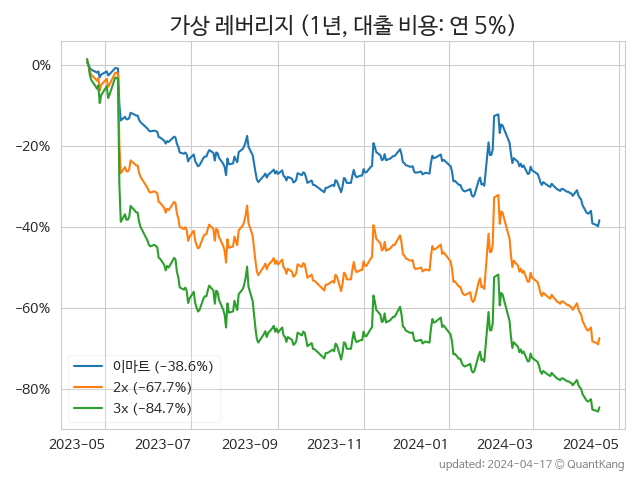 가상 레버리지 (1년, 대출 비용: 연 5%)
0%
−20%
−40%
−60%
−80%
이마트 (−38.6%)
2x (−67.7%)
3x (−84.7%)
2023−05 2023−07 2023−09 2023−11 2024−01 2024−03 2024−05
updated: 2024−04−17 © QuantKang